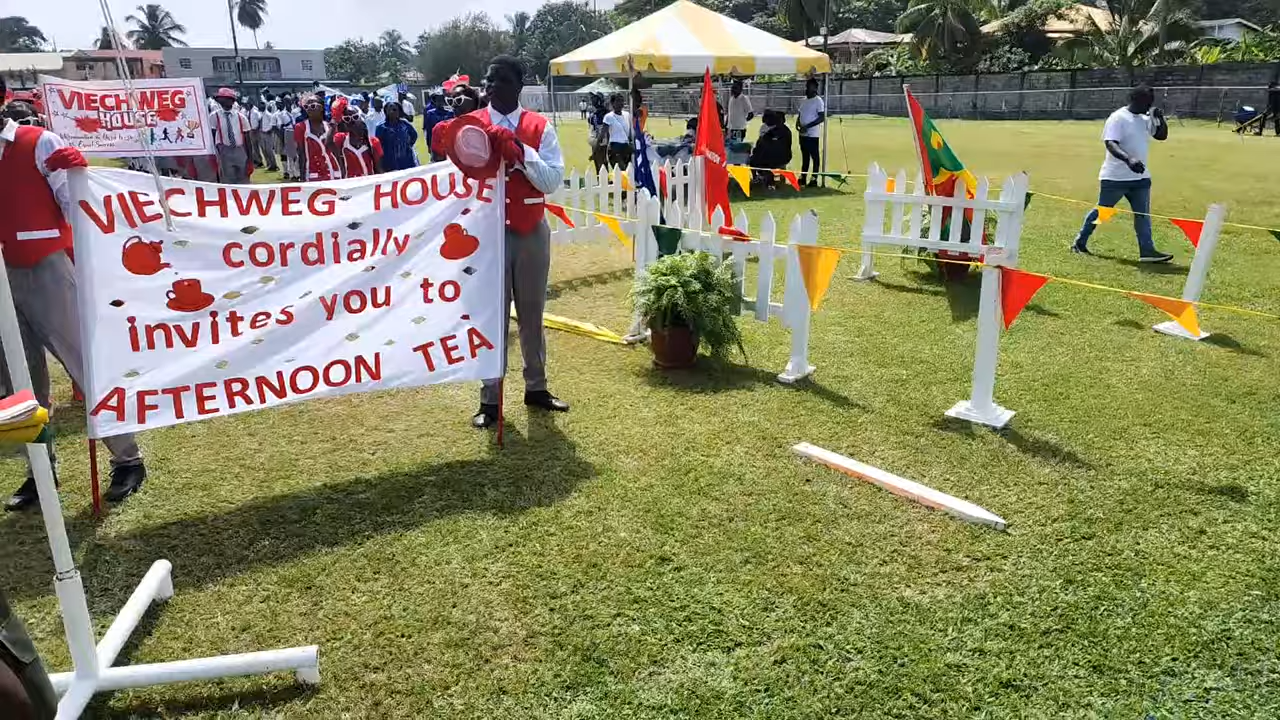 VIECHWEG
HOUSE
VIECHWEG HOUSE
cordially
invites you to
AFTERNOON TEA